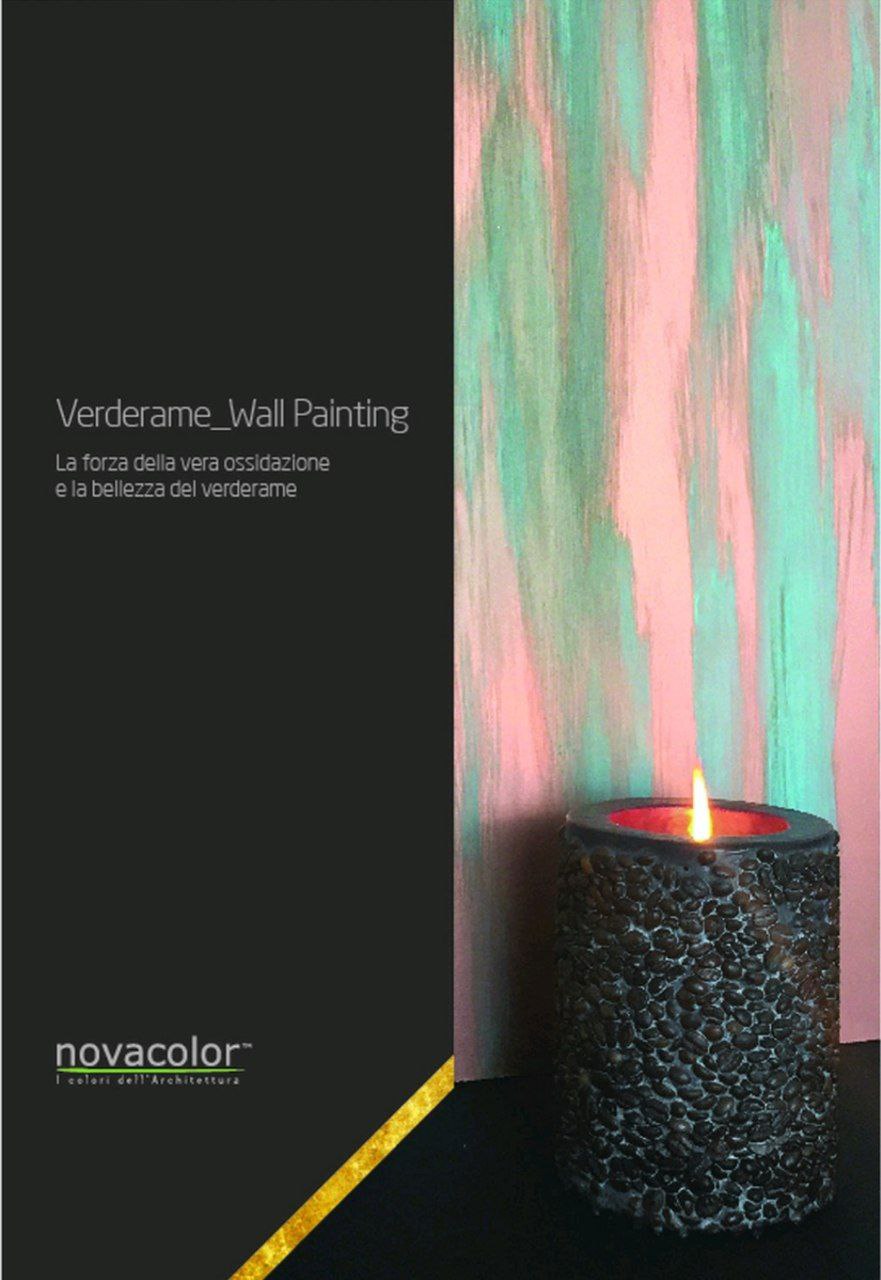 Verderame_Wall Painting
La forza della vera ossidazione
e la bellezza del verderame
novacolor™
I colori dell'Architettura